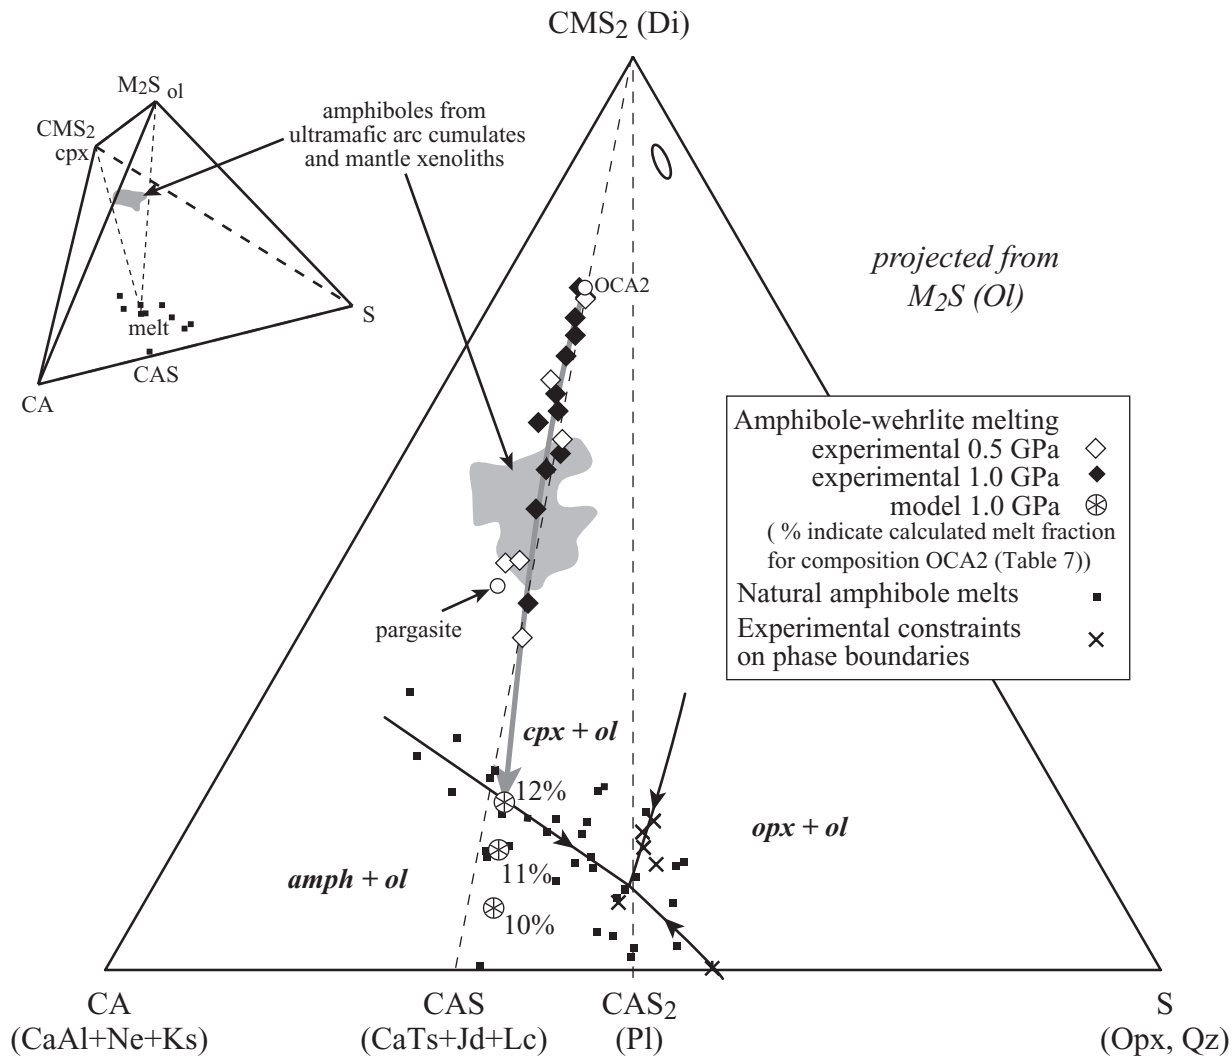 CMS2 (Di)
M2S ol
CMS2
cpx
amphiboles from
ultramafic arc cumulates
and mantle xenoliths
melt
CAS
CA
S
OCA2
projected from
M2S (Ol)
Amphibole-wehrlite melting
experimental 0.5 GPa
experimental 1.0 GPa
model 1.0 GPa
( % indicate calculated melt fraction
for composition OCA2 (Table 7))
Natural amphibole melts
Experimental constraints
on phase boundaries
pargasite
cpx + ol
12%
opx + ol
11%
amph + ol
10%
CA
(CaAl+Ne+Ks)
CAS
(CaTs+Jd+Lc)
CAS2
(Pl)
S
(Opx, Qz)